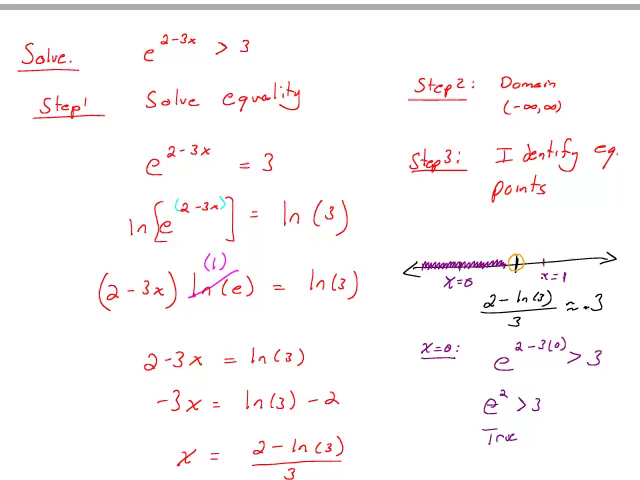 Solve: e^{2-3x} > 3
Step 1 Solve equality
e^{2-3x} = 3
ln[e^{(2-3x)}] = ln(3)
(1)
(2-3x) ln(e) = ln(3)
2-3x = ln(3)
-3x = ln(3) - 2
x = \frac{2-ln(3)}{3}
Step 2: Domain
(-∞,∞)
Step 3: Identify eq.
points
x=0 x=1
\frac{2-ln(3)}{3} ≈ .3
x=0: e^{2-3(0)} > 3
e^2 > 3
True